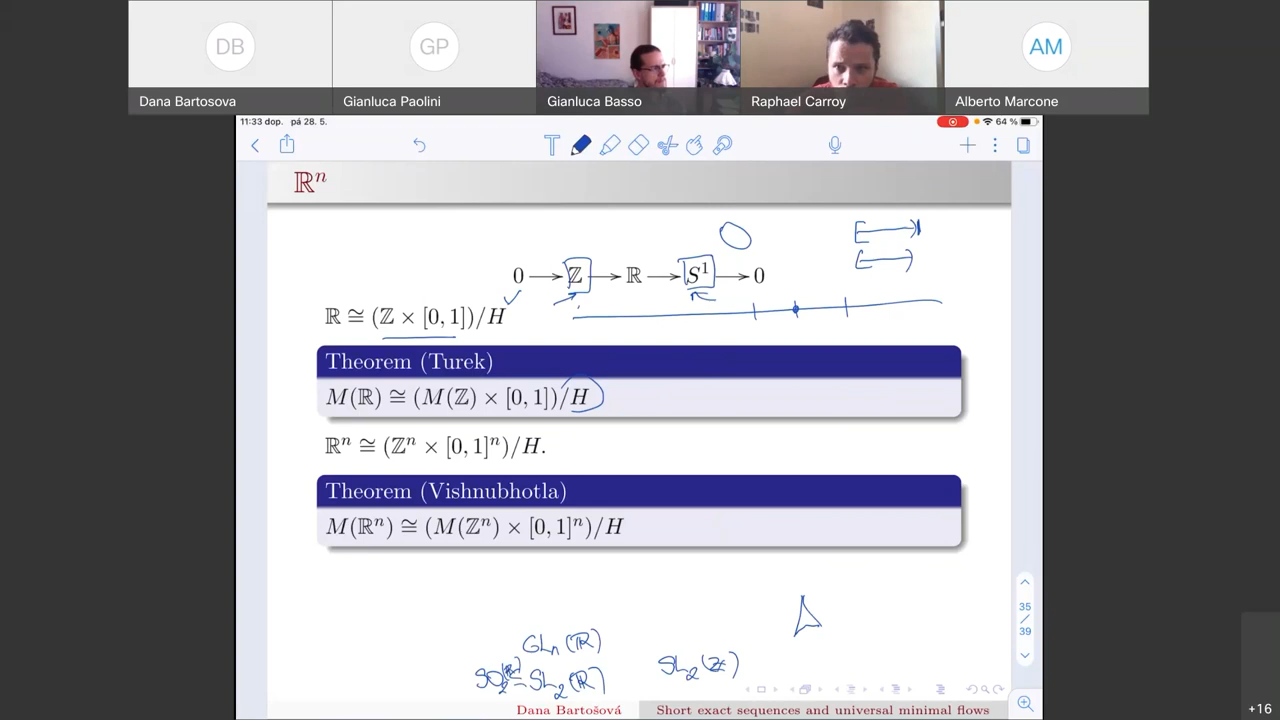 DB
GP
AM
Dana Bartosova
Gianluca Paolini
Gianluca Basso
Raphael Carroy
Alberto Marcone
11:33 dop. pá 28. 5.
64 %
ℝⁿ
0 → ℤ → ℝ → S¹ → 0
ℝ ≅ (ℤ × [0, 1])/H
Theorem (Turek)
M(ℝ) ≅ (M(ℤ) × [0, 1])/H
ℝⁿ ≅ (ℤⁿ × [0, 1]ⁿ)/H.
Theorem (Vishnubhotla)
M(ℝⁿ) ≅ (M(ℤⁿ) × [0, 1]ⁿ)/H
GLₙ(ℝ)
SL₂(ℝ)
SL₂(ℤ)
35
/
39
Dana Bartošová
Short exact sequences and universal minimal flows
+16